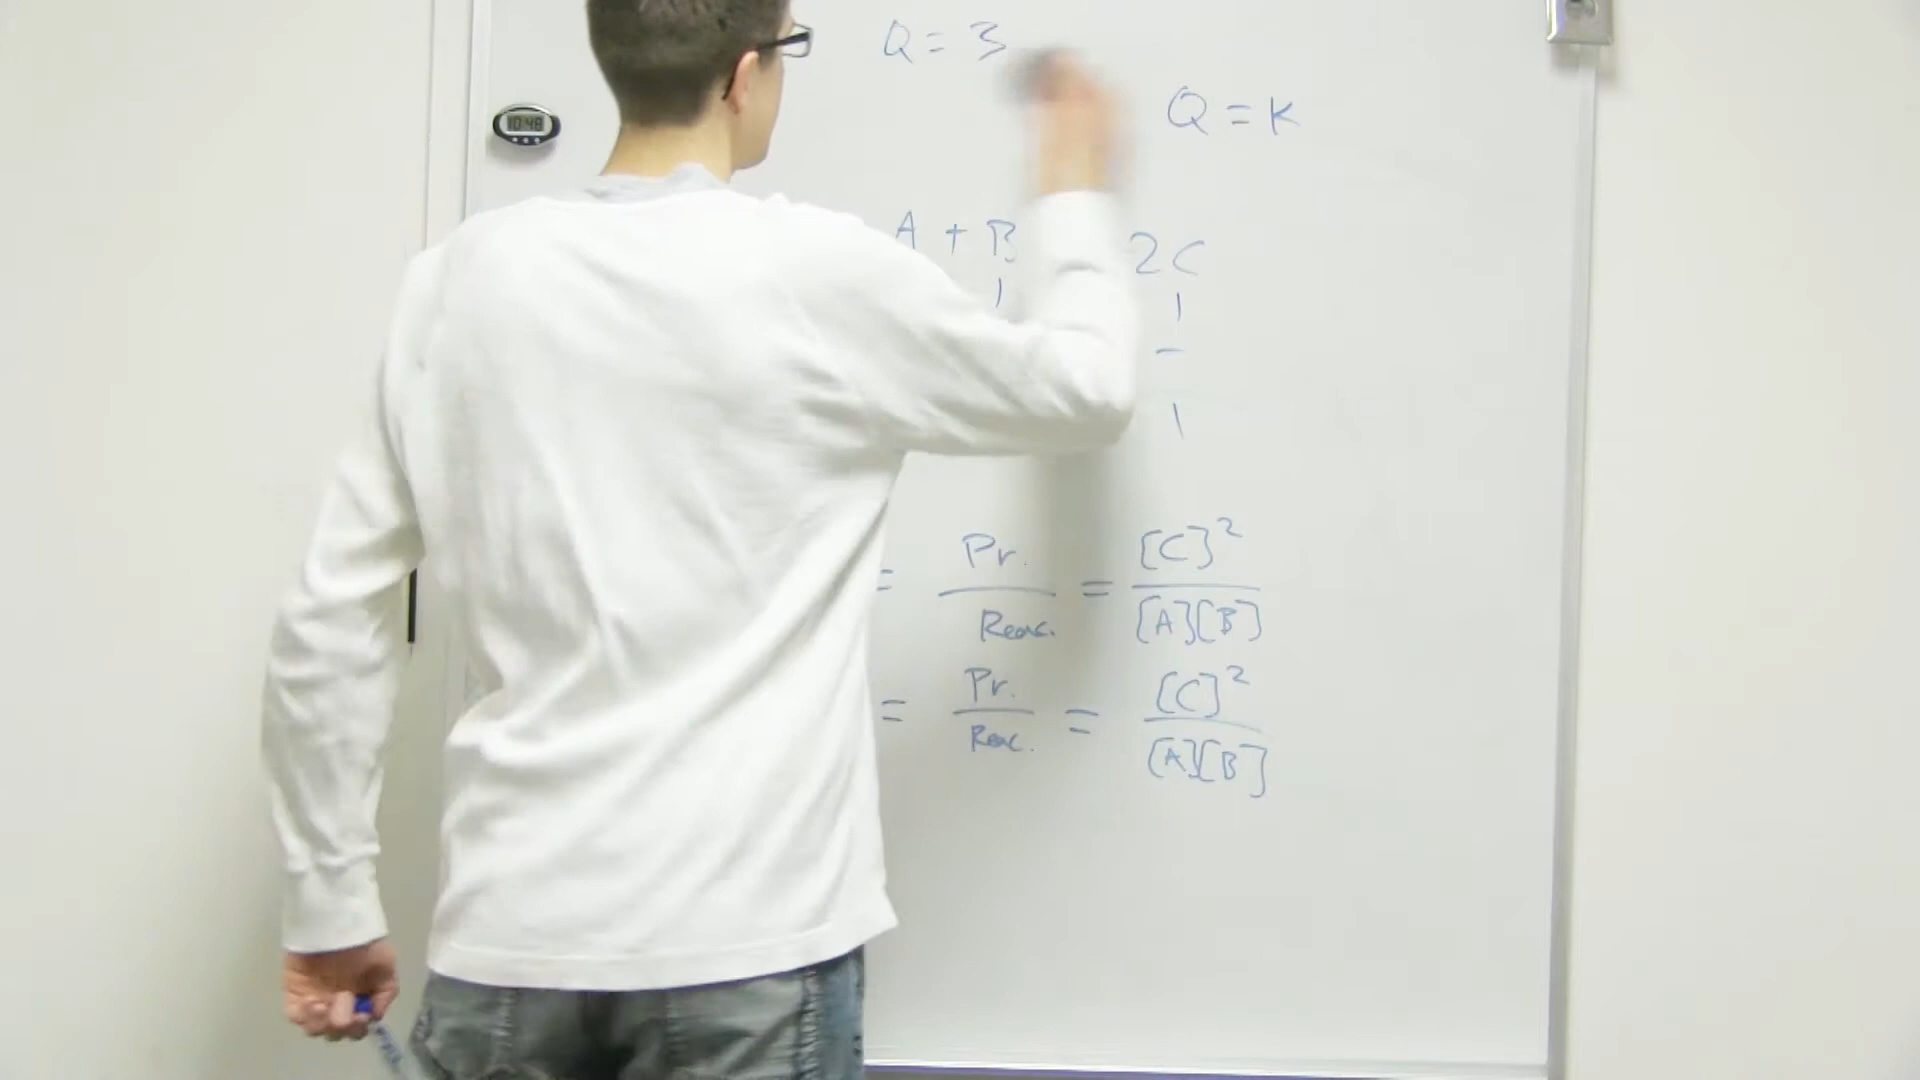 Q = 3
Q = K
10:48
A + B 2C
1 1
-
1
= Pr. / Reac. = [C]² / [A][B]
= Pr. / Reac. = [C]² / [A][B]